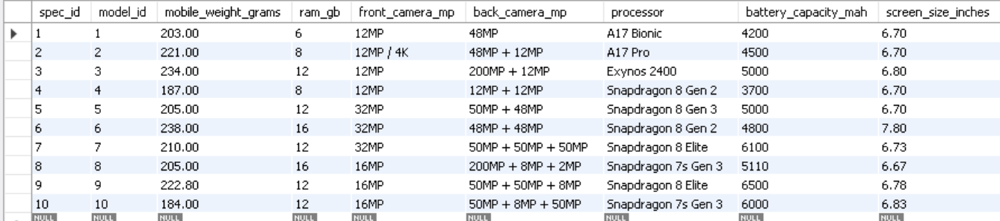 spec_id model_id mobile_weight_grams ram_gb front_camera_mp back_camera_mp processor battery_capacity_mah screen_size_inches
1 1 203.00 6 12MP 48MP A17 Bionic 4200 6.70
2 2 221.00 8 12MP / 4K 48MP + 12MP A17 Pro 4500 6.70
3 3 234.00 12 12MP 200MP + 12MP Exynos 2400 5000 6.80
4 4 187.00 8 12MP 12MP + 12MP Snapdragon 8 Gen 2 3700 6.70
5 5 205.00 12 32MP 50MP + 48MP Snapdragon 8 Gen 3 5000 6.70
6 6 238.00 16 32MP 48MP + 48MP Snapdragon 8 Gen 2 4800 7.80
7 7 210.00 12 32MP 50MP + 50MP + 50MP Snapdragon 8 Elite 6100 6.73
8 8 205.00 16 16MP 200MP + 8MP + 2MP Snapdragon 7s Gen 3 5110 6.67
9 9 222.80 12 16MP 50MP + 50MP + 8MP Snapdragon 8 Elite 6500 6.78
10 10 184.00 12 16MP 50MP + 8MP + 50MP Snapdragon 7s Gen 3 6000 6.83
NULL NULL NULL NULL NULL NULL NULL NULL NULL